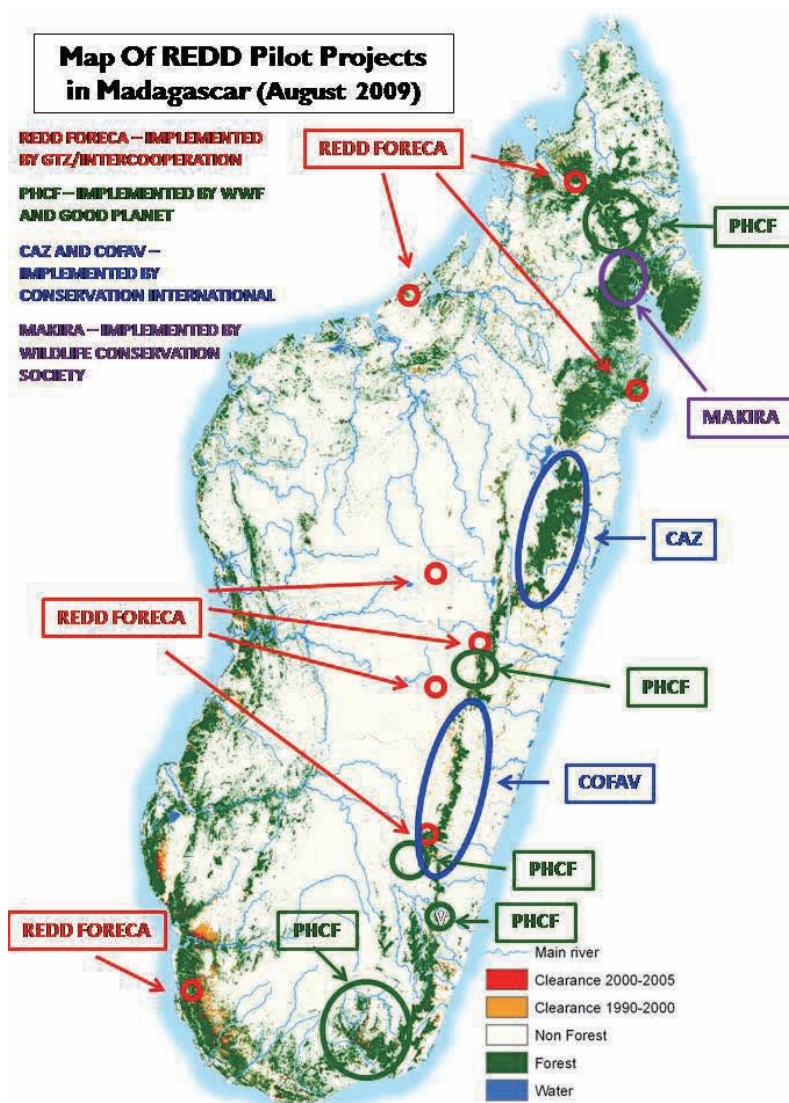 Map Of REDD Pilot Projects
in Madagascar (August 2009)
REDD FORECA – IMPLEMENTED
BY GTZ/INTERCOOPERATION
PHCF – IMPLEMENTED BY WWF
AND GOOD PLANET
CAZ AND COFAV –
IMPLEMENTED BY
CONSERVATION INTERNATIONAL
MAKIRA – IMPLEMENTED BY
WILDLIFE CONSERVATION
SOCIETY
REDD FORECA
PHCF
MAKIRA
CAZ
REDD FORECA
PHCF
COFAV
PHCF
PHCF
REDD FORECA
PHCF
Main river
Clearance 2000-2005
Clearance 1990-2000
Non Forest
Forest
Water